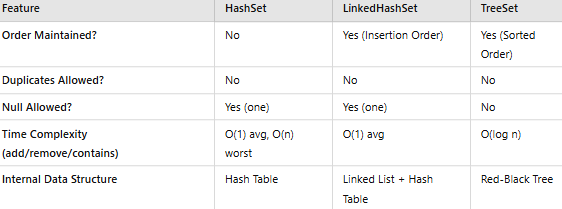 Feature HashSet LinkedHashSet TreeSet
Order Maintained? No Yes (Insertion Order) Yes (Sorted
Order)
Duplicates Allowed? No No No
Null Allowed? Yes (one) Yes (one) No
Time Complexity O(1) avg, O(n) O(1) avg O(log n)
(add/remove/contains) worst
Internal Data Structure Hash Table Linked List + Hash Red-Black Tree
Table